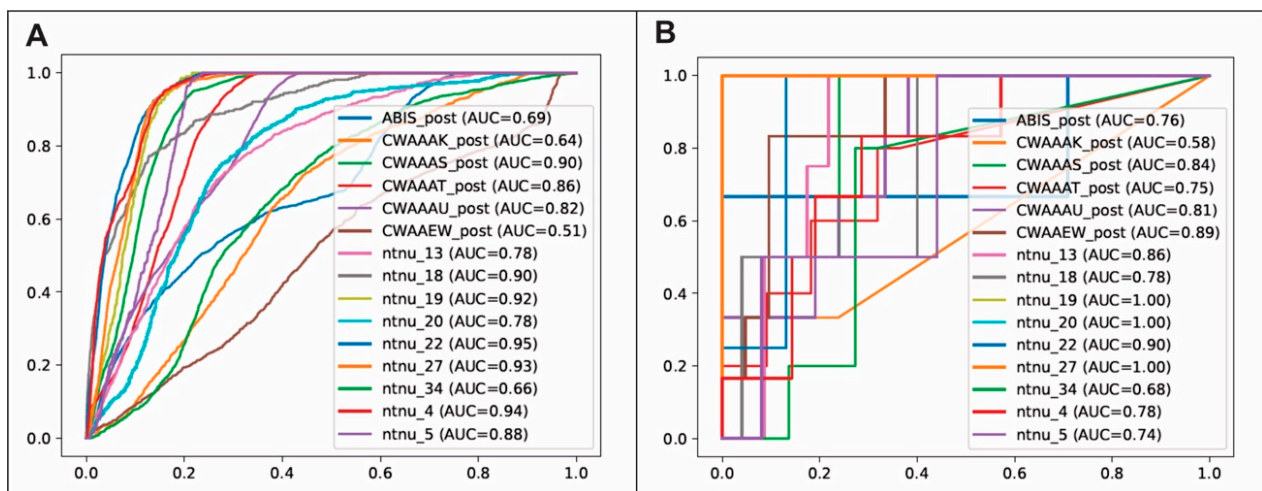 A
1.0
0.8
0.6
0.4
0.2
0.0
0.0 0.2 0.4 0.6 0.8 1.0
ABIS_post (AUC=0.69)
CWAAAK_post (AUC=0.64)
CWAAAS_post (AUC=0.90)
CWAAAT_post (AUC=0.86)
CWAAAU_post (AUC=0.82)
CWAAEW_post (AUC=0.51)
ntnu_13 (AUC=0.78)
ntnu_18 (AUC=0.90)
ntnu_19 (AUC=0.92)
ntnu_20 (AUC=0.78)
ntnu_22 (AUC=0.95)
ntnu_27 (AUC=0.93)
ntnu_34 (AUC=0.66)
ntnu_4 (AUC=0.94)
ntnu_5 (AUC=0.88)
B
1.0
0.8
0.6
0.4
0.2
0.0
0.0 0.2 0.4 0.6 0.8 1.0
ABIS_post (AUC=0.76)
CWAAAK_post (AUC=0.58)
CWAAAS_post (AUC=0.84)
CWAAAT_post (AUC=0.75)
CWAAAU_post (AUC=0.81)
CWAAEW_post (AUC=0.89)
ntnu_13 (AUC=0.86)
ntnu_18 (AUC=0.78)
ntnu_19 (AUC=1.00)
ntnu_20 (AUC=1.00)
ntnu_22 (AUC=0.90)
ntnu_27 (AUC=1.00)
ntnu_34 (AUC=0.68)
ntnu_4 (AUC=0.78)
ntnu_5 (AUC=0.74)